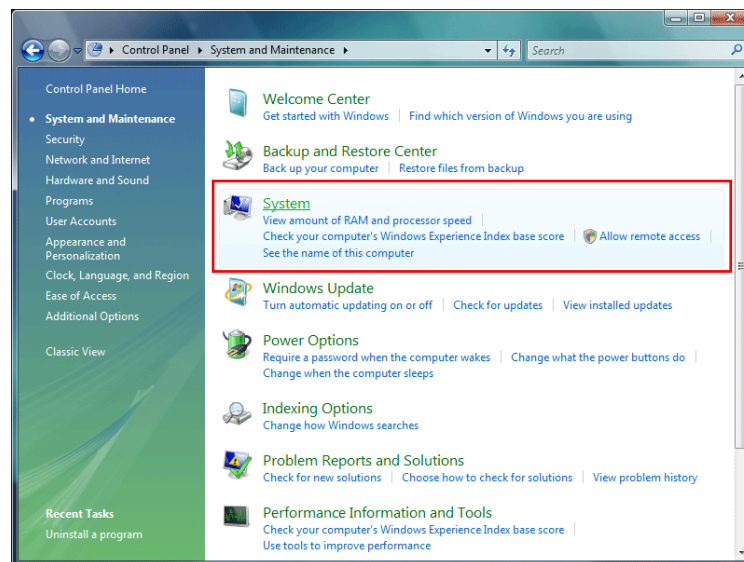 Control Panel System and Maintenance Search
Control Panel Home
System and Maintenance
Security
Network and Internet
Hardware and Sound
Programs
User Accounts
Appearance and
Personalization
Clock, Language, and Region
Ease of Access
Additional Options
Classic View
Recent Tasks
Uninstall a program
Welcome Center
Get started with Windows Find which version of Windows you are using
Backup and Restore Center
Back up your computer Restore files from backup
System
View amount of RAM and processor speed
Check your computer's Windows Experience Index base score Allow remote access
See the name of this computer
Windows Update
Turn automatic updating on or off Check for updates View installed updates
Power Options
Require a password when the computer wakes Change what the power buttons do
Change when the computer sleeps
Indexing Options
Change how Windows searches
Problem Reports and Solutions
Check for new solutions Choose how to check for solutions View problem history
Performance Information and Tools
Check your computer's Windows Experience Index base score
Use tools to improve performance